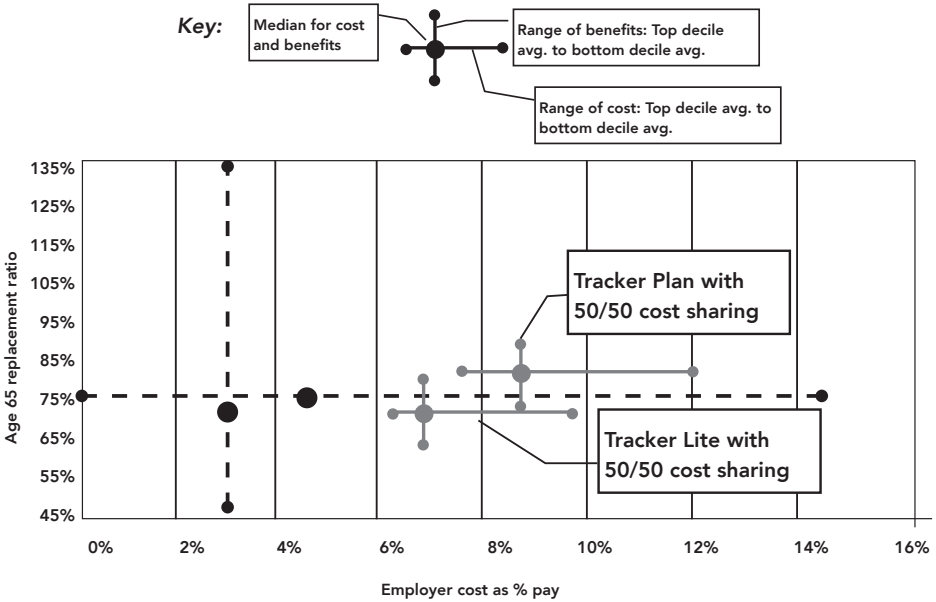 Key:
Median for cost
and benefits
Range of benefits: Top decile
avg. to bottom decile avg.
Range of cost: Top decile avg. to
bottom decile avg.
135%
125%
115%
105%
95%
85%
75%
65%
55%
45%
Age 65 replacement ratio
Tracker Plan with
50/50 cost sharing
Tracker Lite with
50/50 cost sharing
0% 2% 4% 6% 8% 10% 12% 14% 16%
Employer cost as % pay